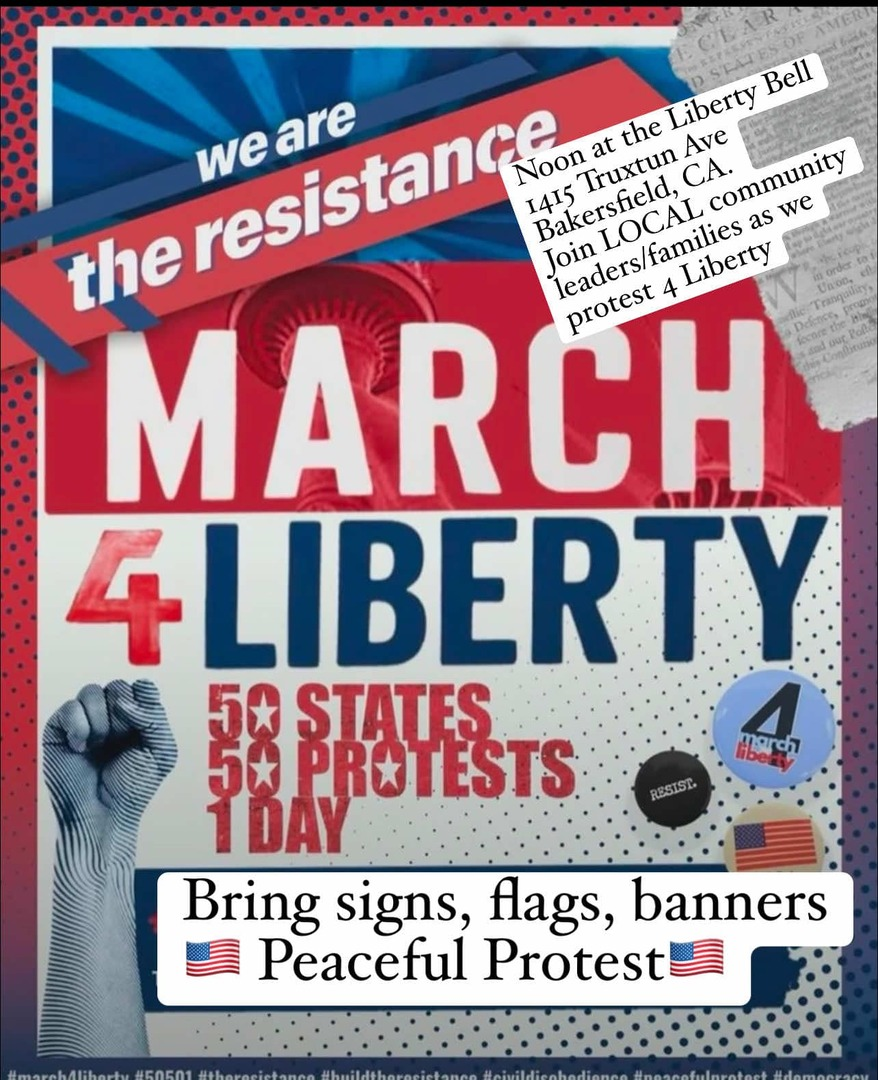 we are
the resistance
Noon at the Liberty Bell
1415 Truxtun Ave
Bakersfield, CA.
Join LOCAL community
leaders/families as we
protest 4 Liberty
MARCH
4 LIBERTY
50 STATES
50 PROTESTS
1 DAY
4
march
liberty
RESIST.
Bring signs, flags, banners
🇺🇸 Peaceful Protest🇺🇸
#march4liberty #50501 #theresistance #buildtheresistance #civildisobedience #peacefulprotest #democracy